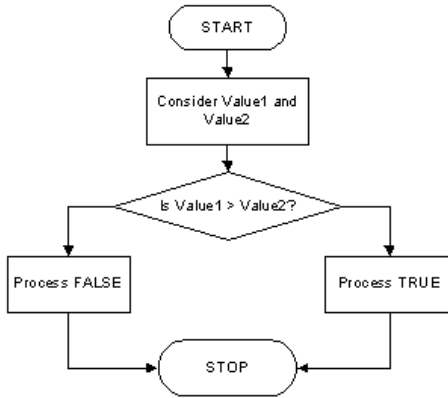 START
Consider Value1 and
Value2
Is Value1 > Value2?
Process FALSE
Process TRUE
STOP